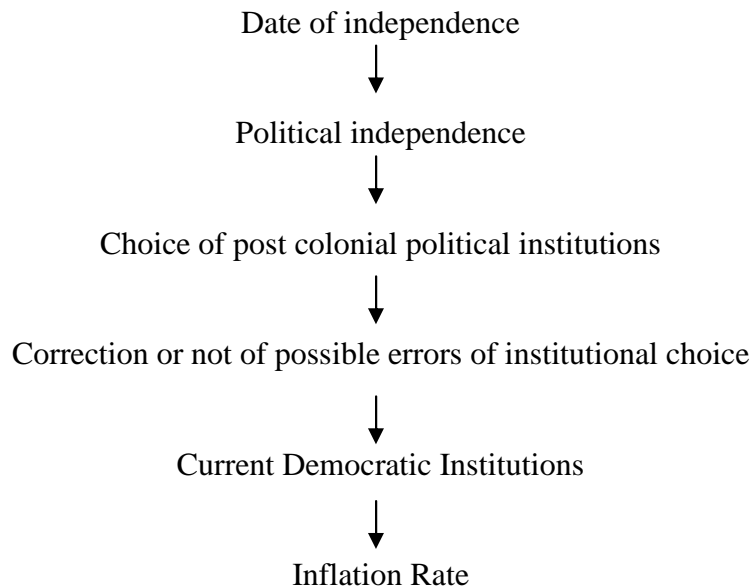 Date of independence
Political independence
Choice of post colonial political institutions
Correction or not of possible errors of institutional choice
Current Democratic Institutions
Inflation Rate